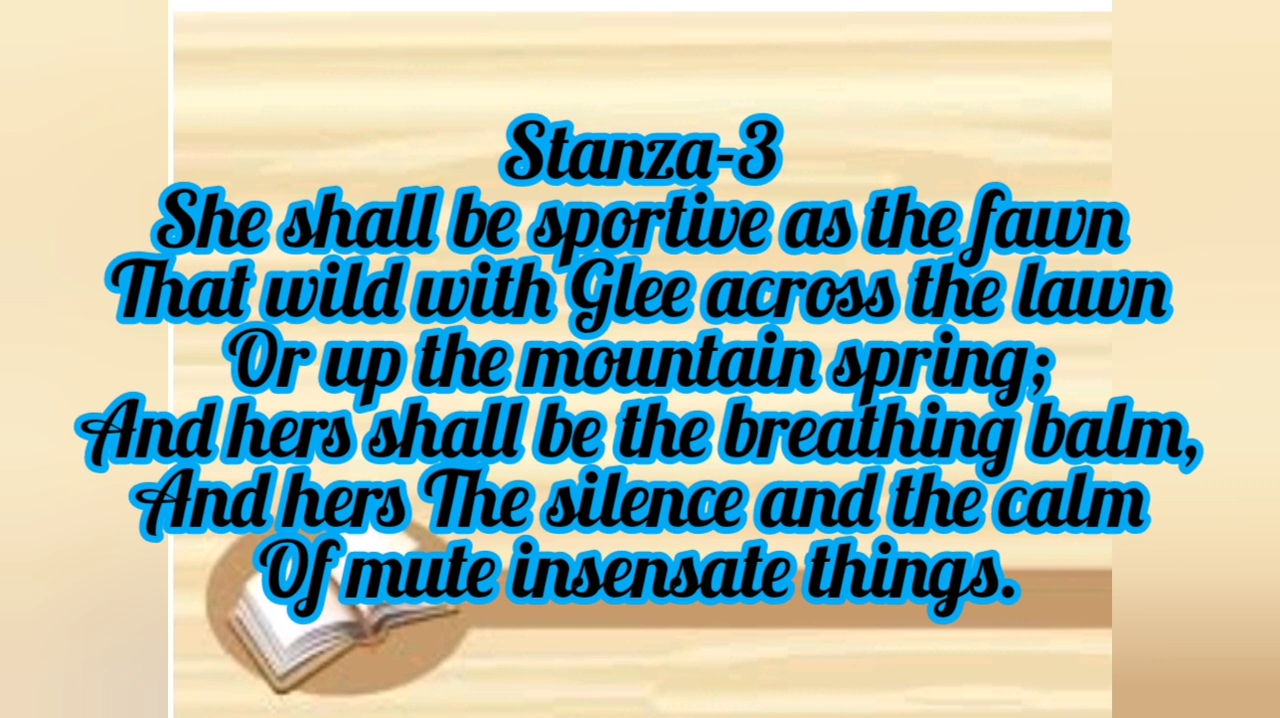 Stanza-3
She shall be sportive as the fawn
That wild with Glee across the lawn
Or up the mountain spring;
And hers shall be the breathing balm,
And hers The silence and the calm
Of mute insensate things.